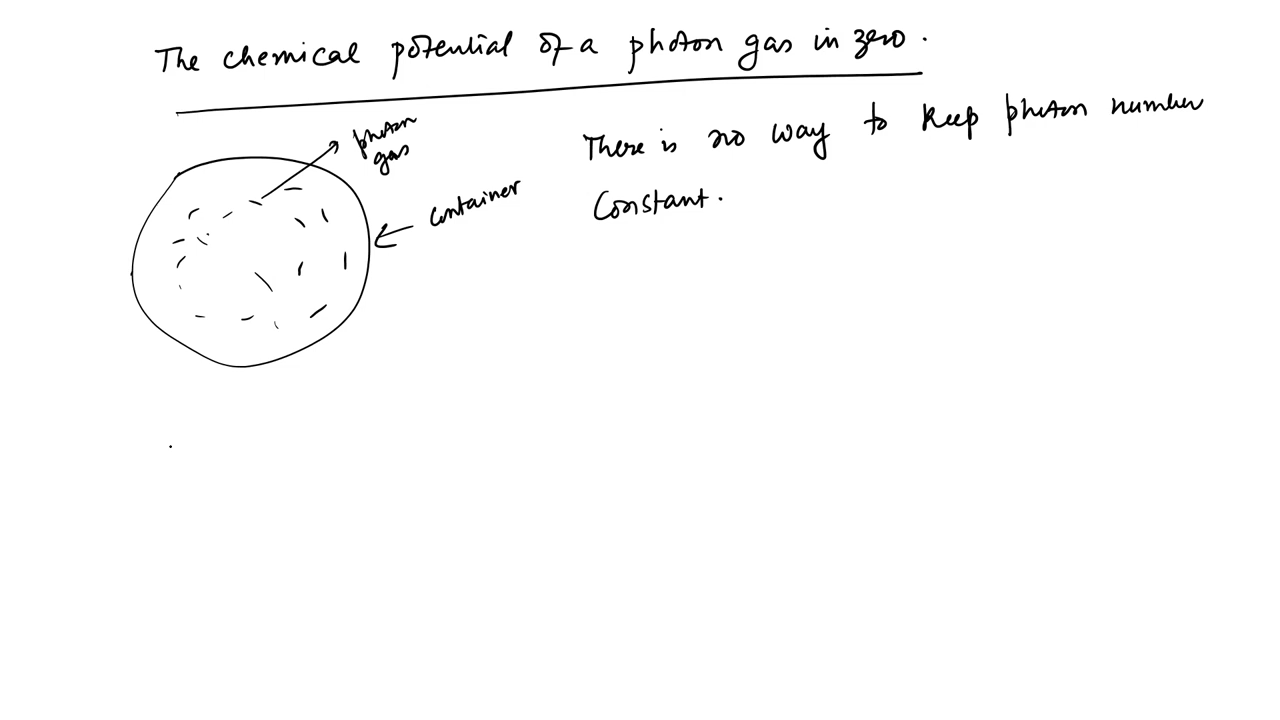 The chemical potential of a photon gas in zero.
photon
gas
container
There is no way to keep photon number
Constant.